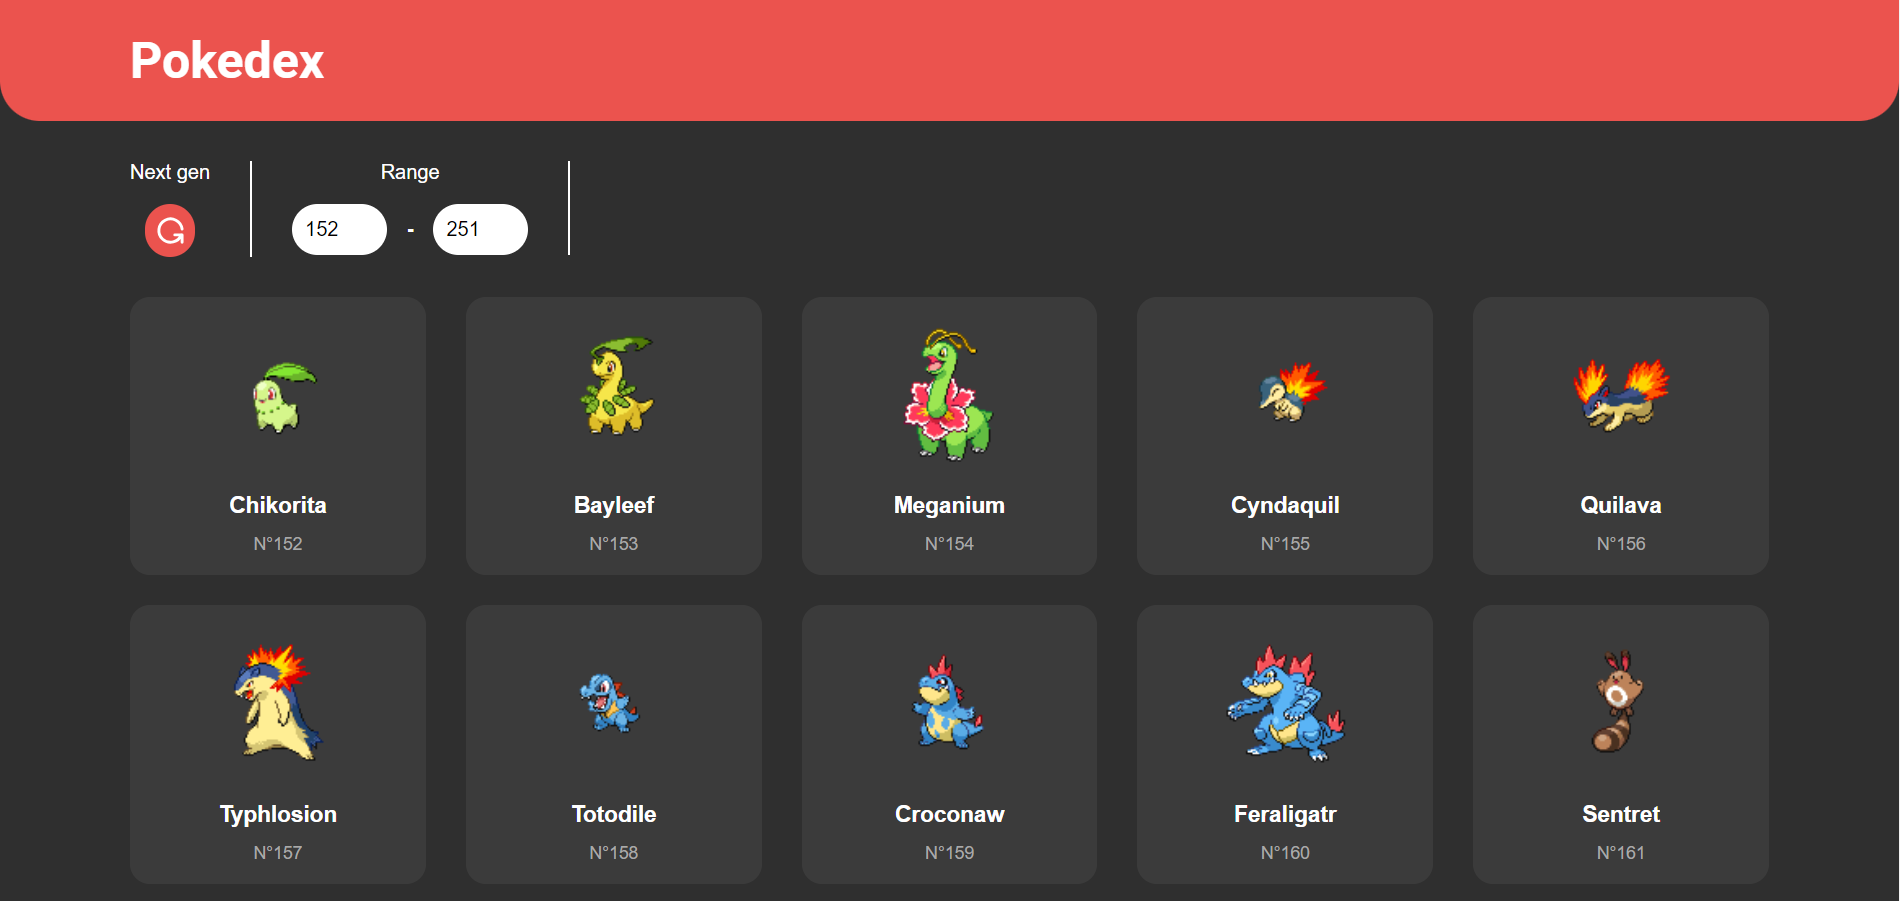 Pokedex
Next gen
Range
152 - 251
Chikorita
N°152
Bayleef
N°153
Meganium
N°154
Cyndaquil
N°155
Quilava
N°156
Typhlosion
N°157
Totodile
N°158
Croconaw
N°159
Feraligatr
N°160
Sentret
N°161